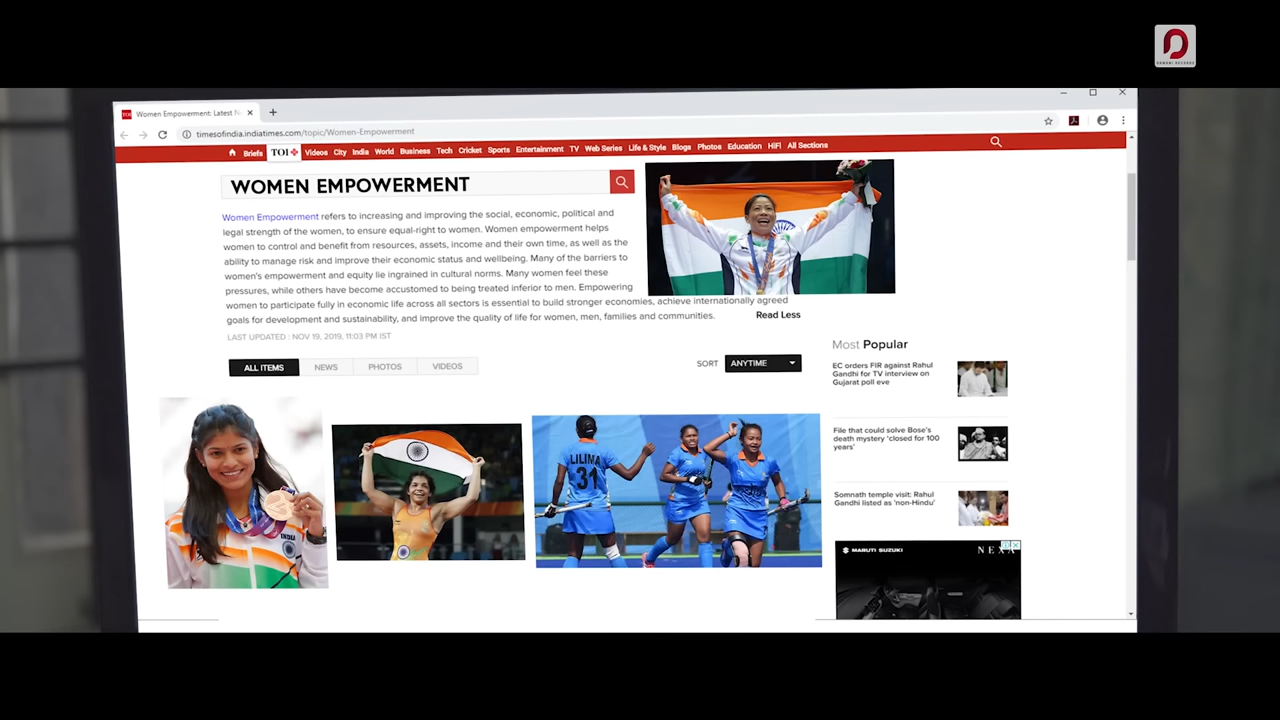 DAMANI RECORDS
TOI Women Empowerment: Latest N
timesofindia.indiatimes.com/topic/Women-Empowerment
Briefs TOI+ Videos City India World Business Tech Cricket Sports Entertainment TV Web Series Life & Style Blogs Photos Education HiFi All Sections
WOMEN EMPOWERMENT
Women Empowerment refers to increasing and improving the social, economic, political and
legal strength of the women, to ensure equal-right to women. Women empowerment helps
women to control and benefit from resources, assets, income and their own time, as well as the
ability to manage risk and improve their economic status and wellbeing. Many of the barriers to
women's empowerment and equity lie ingrained in cultural norms. Many women feel these
pressures, while others have become accustomed to being treated inferior to men. Empowering
women to participate fully in economic life across all sectors is essential to build stronger economies, achieve internationally agreed
goals for development and sustainability, and improve the quality of life for women, men, families and communities. Read Less
LAST UPDATED : NOV 19, 2019, 11:03 PM IST
ALL ITEMS NEWS PHOTOS VIDEOS
SORT ANYTIME
LILIMA
31
INDIA
Most Popular
EC orders FIR against Rahul
Gandhi for TV interview on
Gujarat poll eve
File that could solve Bose's
death mystery 'closed for 100
years'
Somnath temple visit: Rahul
Gandhi listed as 'non-Hindu'
MARUTI SUZUKI NEXA